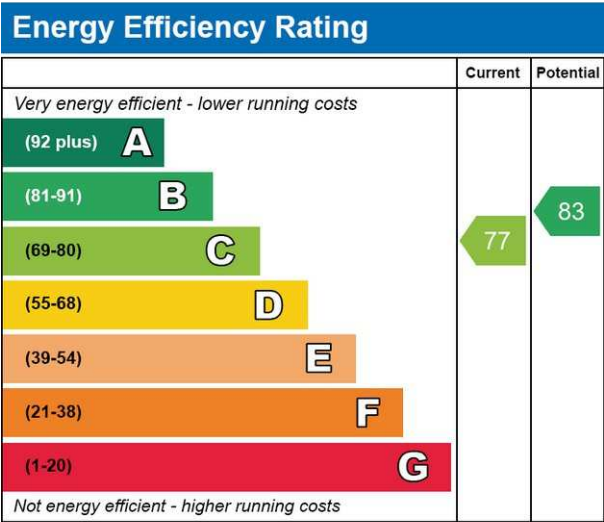 Energy Efficiency Rating
Current Potential
Very energy efficient - lower running costs
(92 plus) A
(81-91) B
(69-80) C
(55-68) D
(39-54) E
(21-38) F
(1-20) G
77
83
Not energy efficient - higher running costs